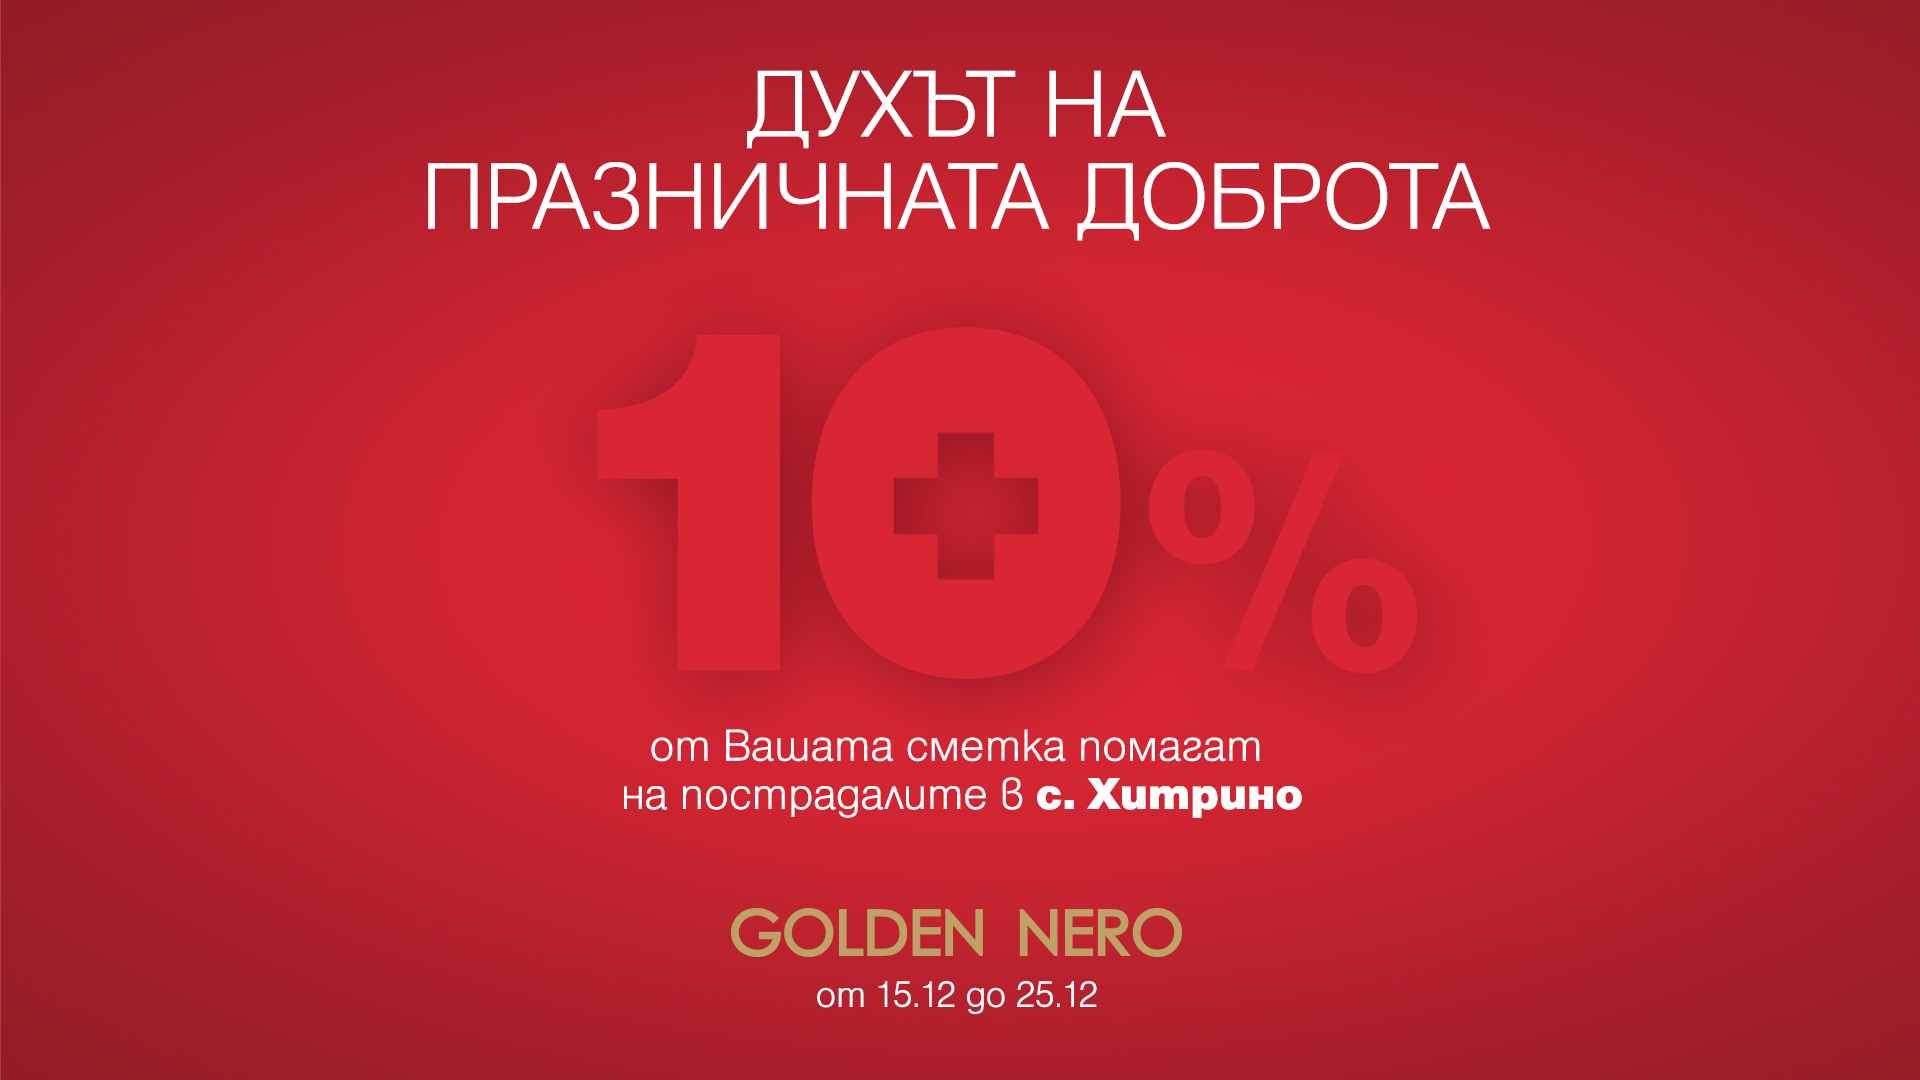 ДУХЪТ НА
ПРАЗНИЧНАТА ДОБРОТА
10%
от Вашата сметка помагат
на пострадалите в с. Хитрино
GOLDEN NERO
от 15.12 до 25.12